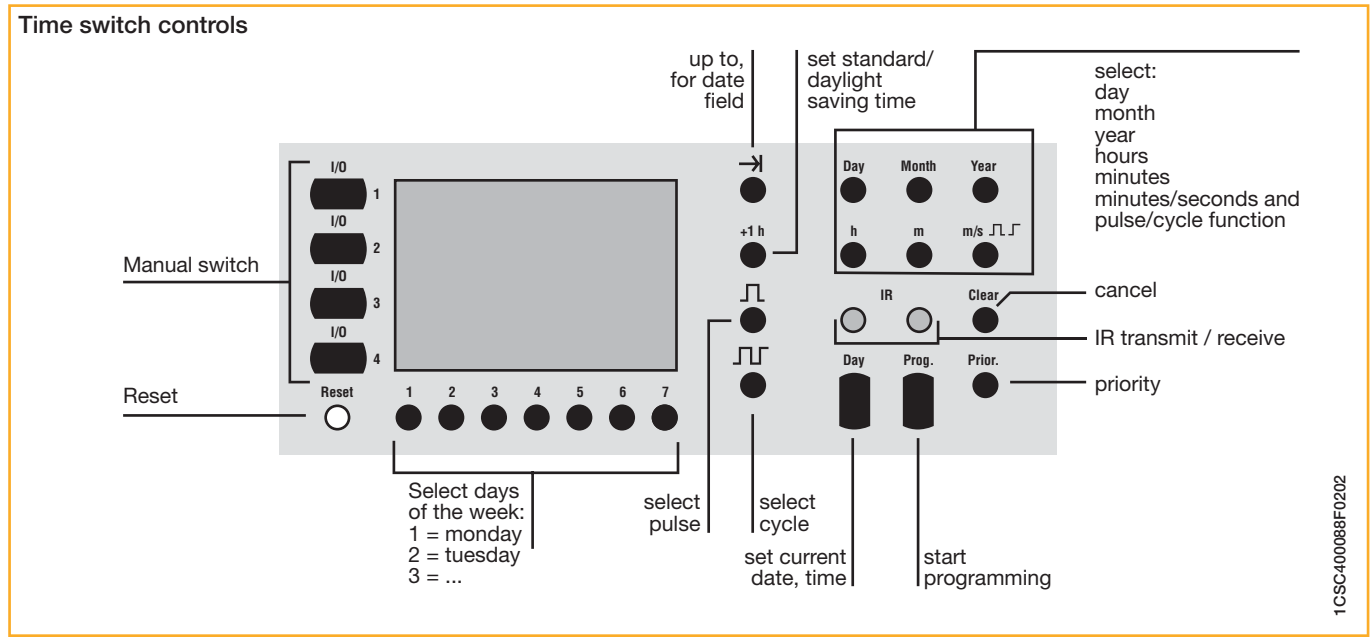 Time switch controls
up to,
for date
field
set standard/
daylight
saving time
select:
day
month
year
hours
minutes
minutes/seconds and
pulse/cycle function
I/O
1
I/O
2
I/O
3
I/O
4
Manual switch
Reset
Reset
1 2 3 4 5 6 7
+1 h
Day Month Year
h m m/s
IR Clear
Day Prog. Prior.
cancel
IR transmit / receive
priority
Select days
of the week:
1 = monday
2 = tuesday
3 = ...
select
pulse
select
cycle
set current
date, time
start
programming
1CSC400088F0202